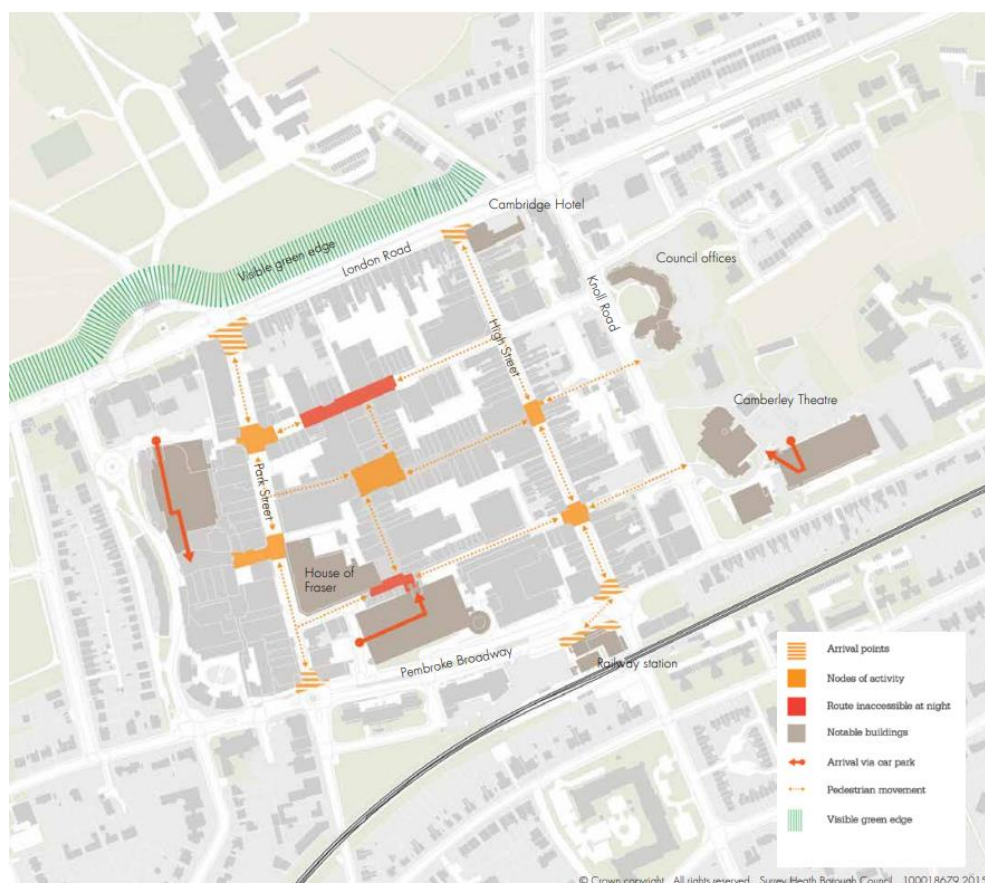 Cambridge Hotel
Visible green edge
London Road
Council offices
Knoll Road
High Street
Camberley Theatre
Park Street
House of
Fraser
Pembroke Broadway
Railway station
Arrival points
Nodes of activity
Route inaccessible at night
Notable buildings
Arrival via car park
Pedestrian movement
Visible green edge
© Crown copyright. All rights reserved. Surrey Heath Borough Council 100018679 2015